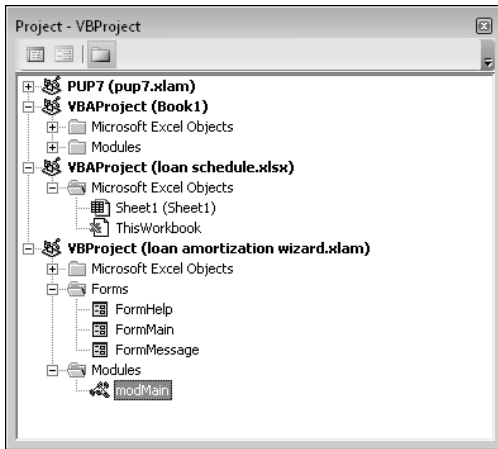 Project - VBProject
PUP7 (pup7.xlam)
VBAProject (Book1)
Microsoft Excel Objects
Modules
VBAProject (loan schedule.xlsx)
Microsoft Excel Objects
Sheet1 (Sheet1)
ThisWorkbook
VBProject (loan amortization wizard.xlam)
Microsoft Excel Objects
Forms
FormHelp
FormMain
FormMessage
Modules
modMain